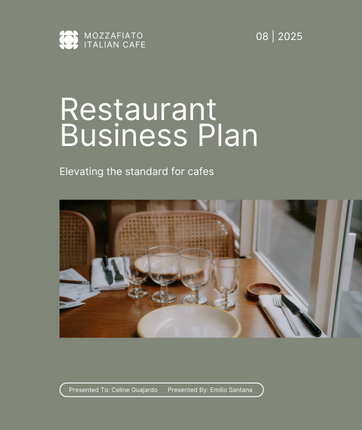 MOZZAFIATO
ITALIAN CAFE
08 | 2025
Restaurant
Business Plan
Elevating the standard for cafes
Presented To: Celine Guajardo Presented By: Emilio Santana